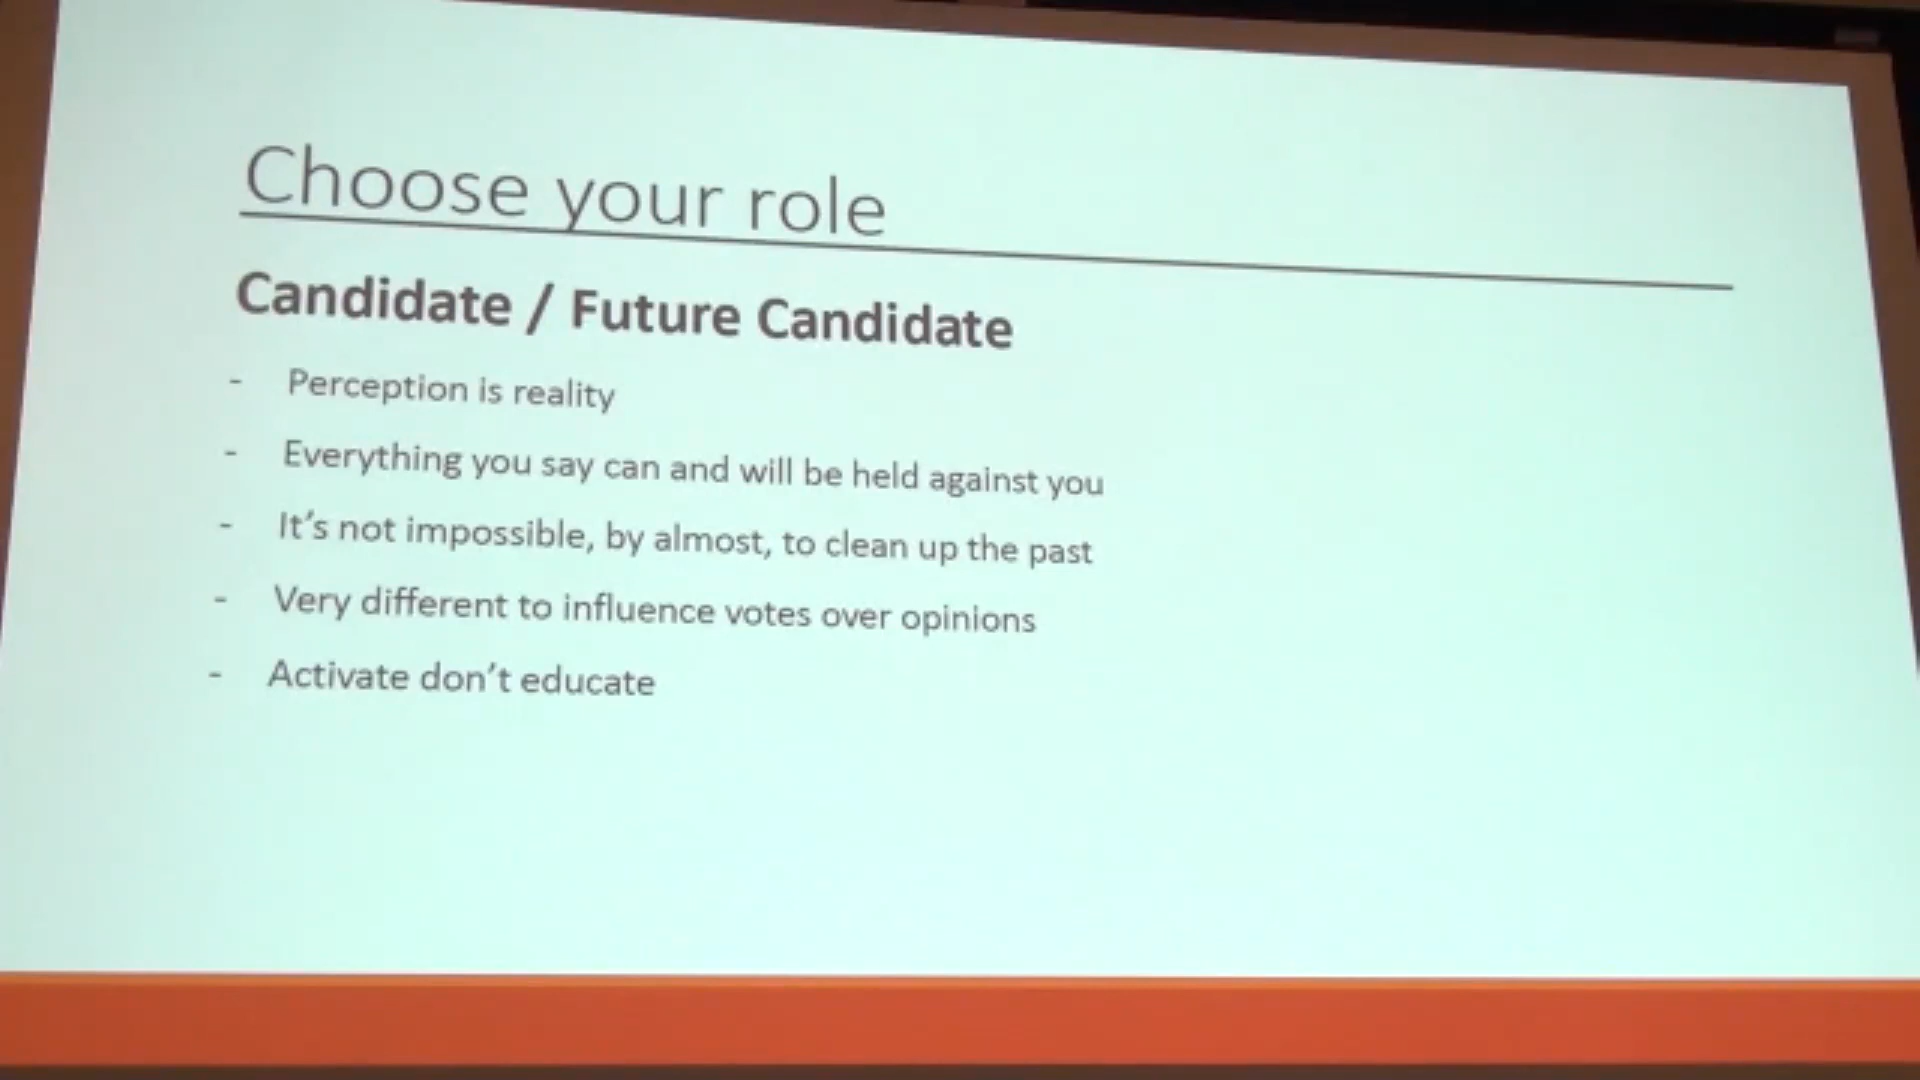 Choose your role
Candidate / Future Candidate
- Perception is reality
- Everything you say can and will be held against you
- It's not impossible, by almost, to clean up the past
- Very different to influence votes over opinions
- Activate don't educate